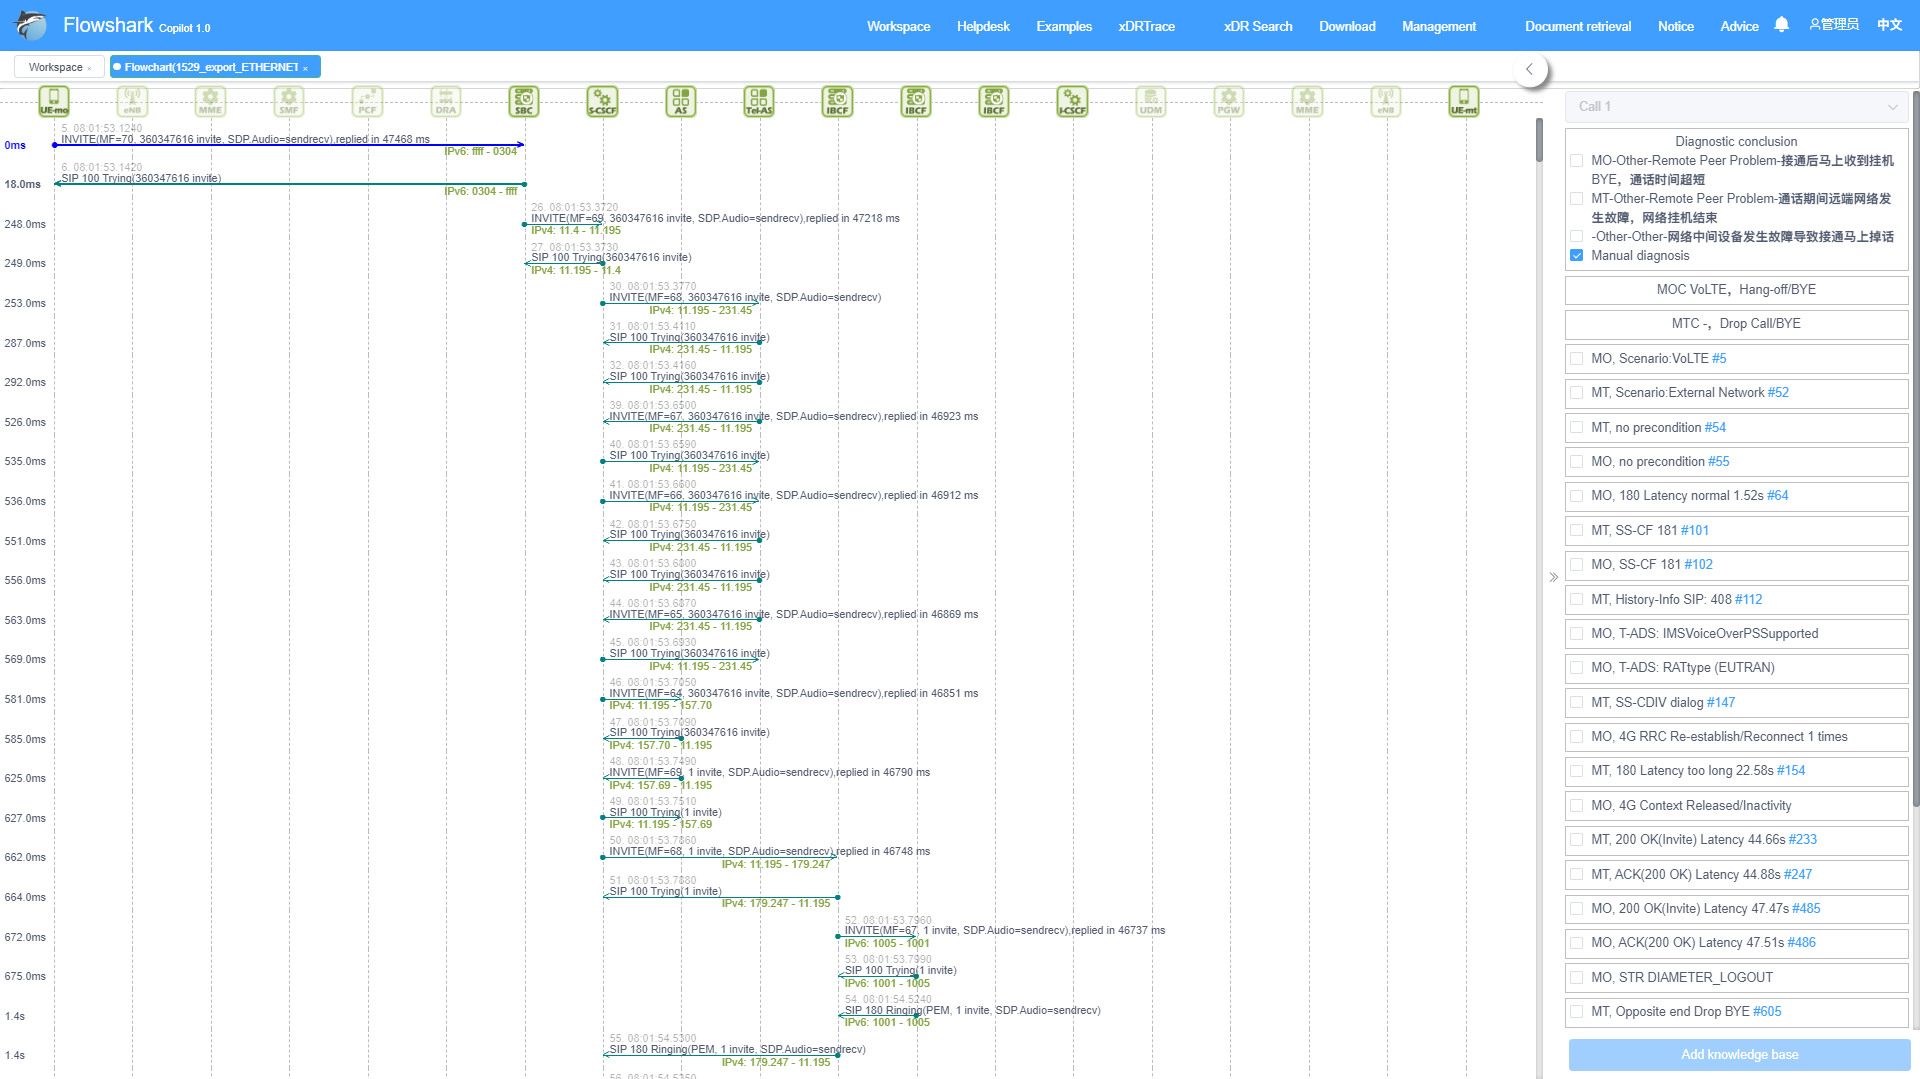 Flowshark Copilot 1.0
Workspace Helpdesk Examples xDRTrace xDR Search Download Management Document retrieval Notice Advice 管理员 中文
Workspace × Flowchart(1529_export_ETHERNET ×
UE-mo eNB MME SMF PCF DRA SBC S-CSCF AS Tel-AS IBCF IBCF IBCF I-CSCF UDM PGW MME eNB UE-mt
5. 08:01:53.1240
0ms INVITE(MF=70, 360347616 invite, SDP.Audio=sendrecv),replied in 47468 ms
IPv6: ffff - 0304
6. 08:01:53.1420
18.0ms SIP 100 Trying(360347616 invite)
IPv6: 0304 - ffff
26. 08:01:53.3720
248.0ms INVITE(MF=69, 360347616 invite, SDP.Audio=sendrecv),replied in 47218 ms
IPv4: 11.4 - 11.195
27. 08:01:53.3730
249.0ms SIP 100 Trying(360347616 invite)
IPv4: 11.195 - 11.4
30. 08:01:53.3770
253.0ms INVITE(MF=68, 360347616 invite, SDP.Audio=sendrecv)
IPv4: 11.195 - 231.45
31. 08:01:53.4110
287.0ms SIP 100 Trying(360347616 invite)
IPv4: 231.45 - 11.195
32. 08:01:53.4160
292.0ms SIP 100 Trying(360347616 invite)
IPv4: 231.45 - 11.195
39. 08:01:53.6500
526.0ms INVITE(MF=67, 360347616 invite, SDP.Audio=sendrecv),replied in 46923 ms
IPv4: 231.45 - 11.195
40. 08:01:53.6590
535.0ms SIP 100 Trying(360347616 invite)
IPv4: 11.195 - 231.45
41. 08:01:53.6600
536.0ms INVITE(MF=66, 360347616 invite, SDP.Audio=sendrecv),replied in 46912 ms
IPv4: 11.195 - 231.45
42. 08:01:53.6750
551.0ms SIP 100 Trying(360347616 invite)
IPv4: 231.45 - 11.195
43. 08:01:53.6800
556.0ms SIP 100 Trying(360347616 invite)
IPv4: 231.45 - 11.195
44. 08:01:53.6870
563.0ms INVITE(MF=65, 360347616 invite, SDP.Audio=sendrecv),replied in 46869 ms
IPv4: 231.45 - 11.195
45. 08:01:53.6930
569.0ms SIP 100 Trying(360347616 invite)
IPv4: 11.195 - 231.45
46. 08:01:53.7050
581.0ms INVITE(MF=64, 360347616 invite, SDP.Audio=sendrecv),replied in 46851 ms
IPv4: 11.195 - 157.70
47. 08:01:53.7090
585.0ms SIP 100 Trying(360347616 invite)
IPv4: 157.70 - 11.195
48. 08:01:53.7490
625.0ms INVITE(MF=69, 1 invite, SDP.Audio=sendrecv),replied in 46790 ms
IPv4: 157.69 - 11.195
49. 08:01:53.7510
627.0ms SIP 100 Trying(1 invite)
IPv4: 11.195 - 157.69
50. 08:01:53.7860
662.0ms INVITE(MF=68, 1 invite, SDP.Audio=sendrecv),replied in 46748 ms
IPv4: 11.195 - 179.247
51. 08:01:53.7880
664.0ms SIP 100 Trying(1 invite)
IPv4: 179.247 - 11.195
52. 08:01:53.7960
672.0ms INVITE(MF=67, 1 invite, SDP.Audio=sendrecv),replied in 46737 ms
IPv6: 1005 - 1001
53. 08:01:53.7990
675.0ms SIP 100 Trying(1 invite)
IPv6: 1001 - 1005
54. 08:01:54.5240
1.4s SIP 180 Ringing(PEM, 1 invite, SDP.Audio=sendrecv)
IPv6: 1001 - 1005
55. 08:01:54.5300
1.4s SIP 180 Ringing(PEM, 1 invite, SDP.Audio=sendrecv)
IPv4: 179.247 - 11.195
56. 08:01:54.5350
Call 1
Diagnostic conclusion
MO-Other-Remote Peer Problem-接通后马上收到挂机
BYE，通话时间超短
MT-Other-Remote Peer Problem-通话期间远端网络发
生故障，网络挂机结束
-Other-Other-网络中间设备发生故障导致接通马上掉话
Manual diagnosis
MOC VoLTE，Hang-off/BYE
MTC -，Drop Call/BYE
MO, Scenario:VoLTE #5
MT, Scenario:External Network #52
MT, no precondition #54
MO, no precondition #55
MO, 180 Latency normal 1.52s #64
MT, SS-CF 181 #101
MO, SS-CF 181 #102
MT, History-Info SIP: 408 #112
MO, T-ADS: IMSVoiceOverPSSupported
MO, T-ADS: RATtype (EUTRAN)
MT, SS-CDIV dialog #147
MO, 4G RRC Re-establish/Reconnect 1 times
MT, 180 Latency too long 22.58s #154
MO, 4G Context Released/Inactivity
MT, 200 OK(Invite) Latency 44.66s #233
MT, ACK(200 OK) Latency 44.88s #247
MO, 200 OK(Invite) Latency 47.47s #485
MO, ACK(200 OK) Latency 47.51s #486
MO, STR DIAMETER_LOGOUT
MT, Opposite end Drop BYE #605
Add knowledge base